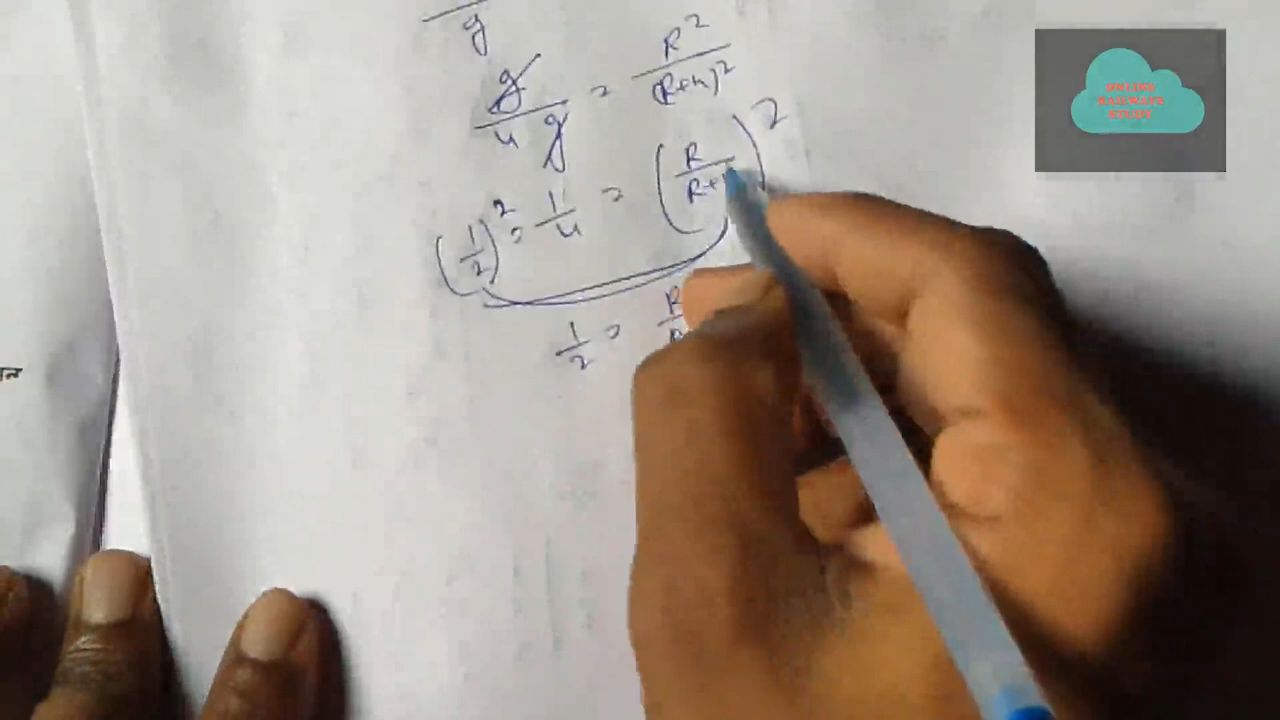 g
g/4g = R²/(R+h)²
(1/2)² = 1/4 = (R/R+h)²
1/2 = R/R
न
ONLINE
RAILWAYS
STUDY